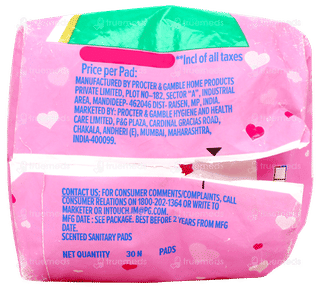 **Incl of all taxes
Price per Pad:
MANUFACTURED BY PROCTER & GAMBLE HOME PRODUCTS
PRIVATE LIMITED, PLOT NO-182, SECTOR "A", INDUSTRIAL
AREA, MANDIDEEP-462046 DIST- RAISEN, MP, INDIA.
MARKETED BY: PROCTER & GAMBLE HYGIENE AND HEALTH
CARE LIMITED, P&G PLAZA, CARDINAL GRACIAS ROAD,
CHAKALA, ANDHERI (E), MUMBAI, MAHARASHTRA,
INDIA-400099.
CONTACT US: FOR CONSUMER COMMENTS/COMPLAINTS, CALL
CONSUMER RELATIONS ON 1800-202-1364 OR WRITE TO
MARKETER OR INTOUCH.IM@PG.COM.
MFG DATE : SEE PACKAGE. BEST BEFORE 2 YEARS FROM MFG
DATE.
SCENTED SANITARY PADS
NET QUANTITY 30 N PADS